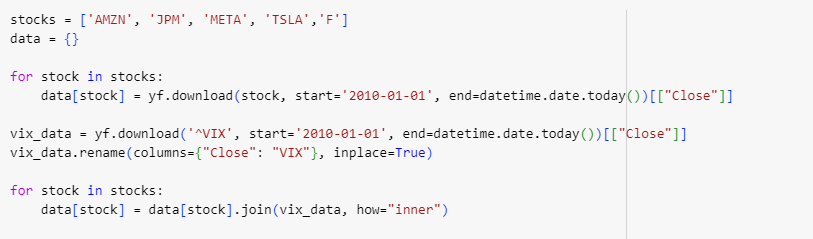 stocks = ['AMZN', 'JPM', 'META', 'TSLA','F']
data = {}
for stock in stocks:
    data[stock] = yf.download(stock, start='2010-01-01', end=datetime.date.today())[["Close"]]
vix_data = yf.download('^VIX', start='2010-01-01', end=datetime.date.today())[["Close"]]
vix_data.rename(columns={"Close": "VIX"}, inplace=True)
for stock in stocks:
    data[stock] = data[stock].join(vix_data, how="inner")